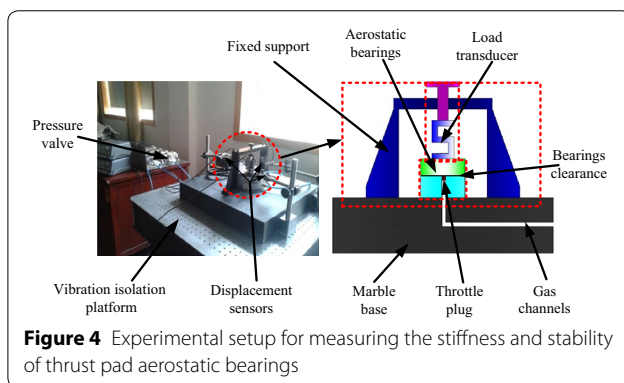 Fixed support
Aerostatic
bearings
Load
transducer
Pressure
valve
Bearings
clearance
Vibration isolation
platform
Displacement
sensors
Marble
base
Throttle
plug
Gas
channels
Figure 4 Experimental setup for measuring the stiffness and stability
of thrust pad aerostatic bearings